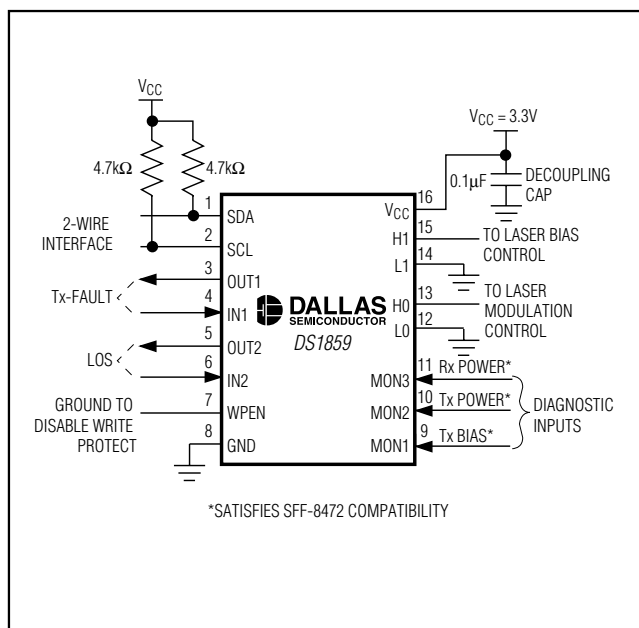 VCC
4.7kΩ
4.7kΩ
2-WIRE
INTERFACE
Tx-FAULT
LOS
GROUND TO
DISABLE WRITE
PROTECT
1
SDA
2
SCL
3
OUT1
4
IN1
5
OUT2
6
IN2
7
WPEN
8
GND
DALLAS
SEMICONDUCTOR
DS1859
VCC = 3.3V
0.1µF
DECOUPLING
CAP
16
VCC
15
H1
TO LASER BIAS
CONTROL
14
L1
13
H0
TO LASER
MODULATION
CONTROL
12
L0
11
MON3
Rx POWER*
10
MON2
Tx POWER*
9
MON1
Tx BIAS*
DIAGNOSTIC
INPUTS
*SATISFIES SFF-8472 COMPATIBILITY